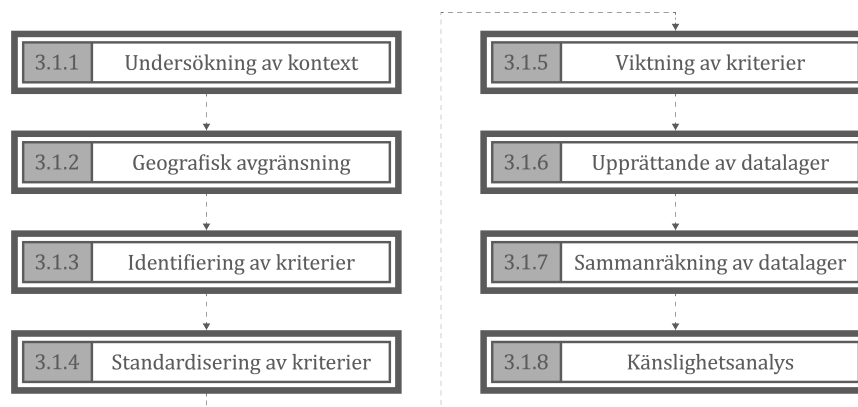 3.1.1 Undersökning av kontext
3.1.2 Geografisk avgränsning
3.1.3 Identifiering av kriterier
3.1.4 Standardisering av kriterier
3.1.5 Viktning av kriterier
3.1.6 Upprättande av datalager
3.1.7 Sammanräkning av datalager
3.1.8 Känslighetsanalys